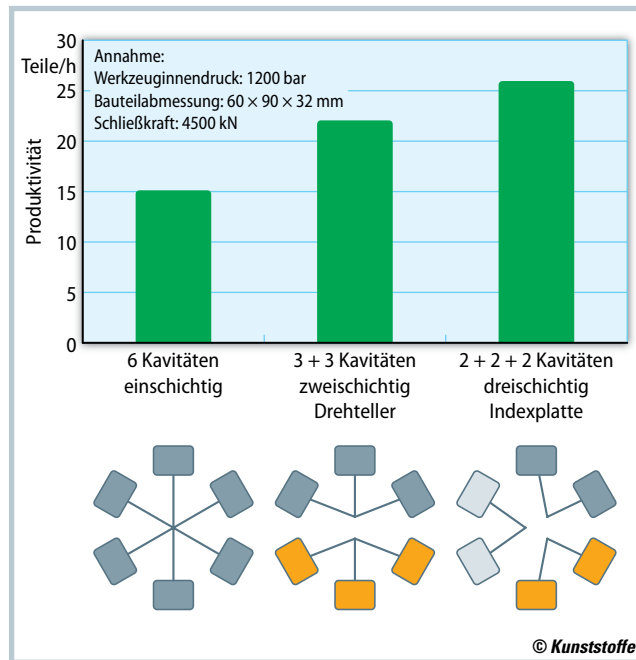 30
Teile/h
25
20
15
10
5
0
Produktivität
Annahme:
Werkzeuginnendruck: 1200 bar
Bauteilabmessung: 60 × 90 × 32 mm
Schließkraft: 4500 kN
6 Kavitäten
einschichtig
3 + 3 Kavitäten
zweischichtig
Drehteller
2 + 2 + 2 Kavitäten
dreischichtig
Indexplatte
© Kunststoffe